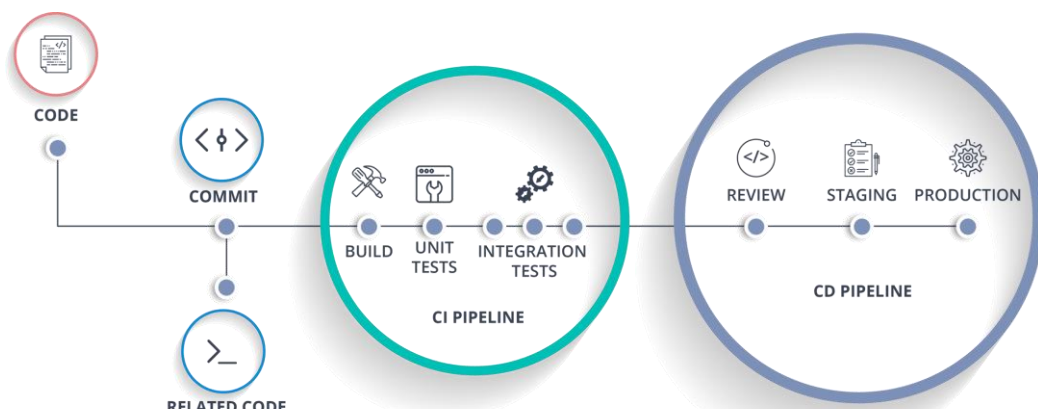 CODE
COMMIT
RELATED CODE
BUILD
UNIT
TESTS
INTEGRATION
TESTS
CI PIPELINE
REVIEW
STAGING
PRODUCTION
CD PIPELINE